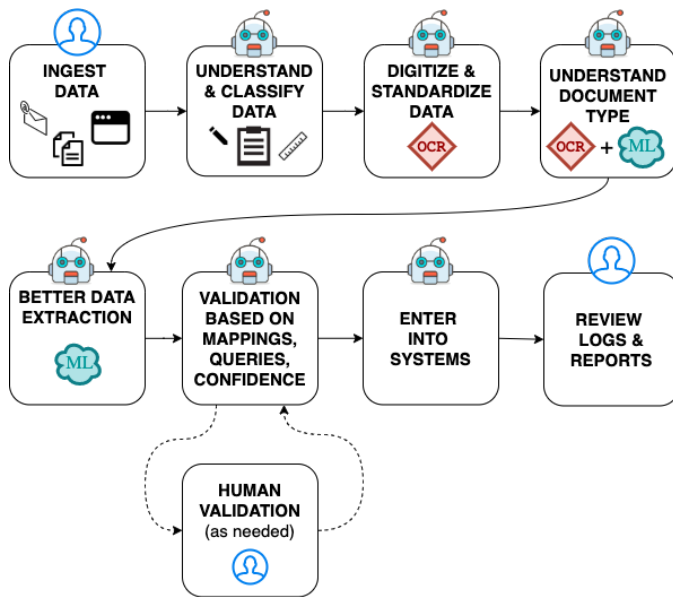 INGEST
DATA
UNDERSTAND
& CLASSIFY
DATA
DIGITIZE &
STANDARDIZE
DATA
OCR
UNDERSTAND
DOCUMENT
TYPE
OCR + ML
BETTER DATA
EXTRACTION
ML
VALIDATION
BASED ON
MAPPINGS,
QUERIES,
CONFIDENCE
ENTER
INTO
SYSTEMS
REVIEW
LOGS &
REPORTS
HUMAN
VALIDATION
(as needed)